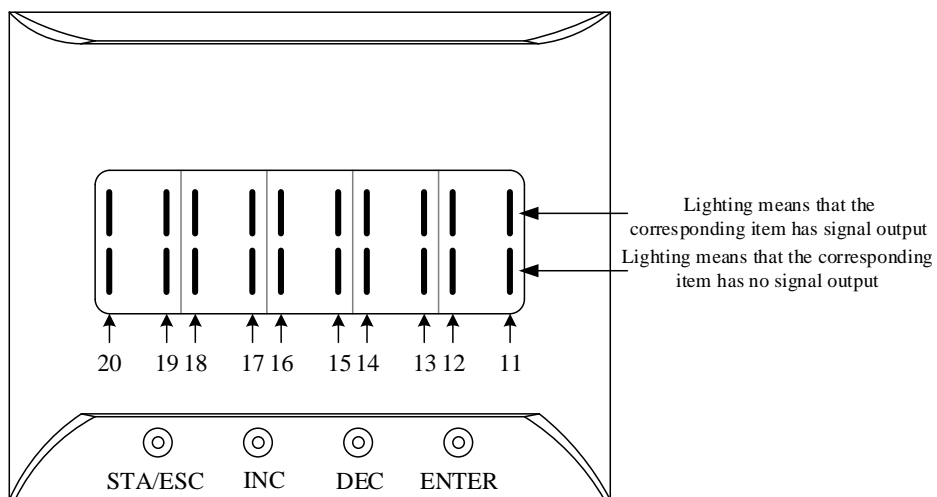 Lighting means that the
corresponding item has signal output
Lighting means that the corresponding
item has no signal output
20 19 18 17 16 15 14 13 12 11
STA/ESC INC DEC ENTER